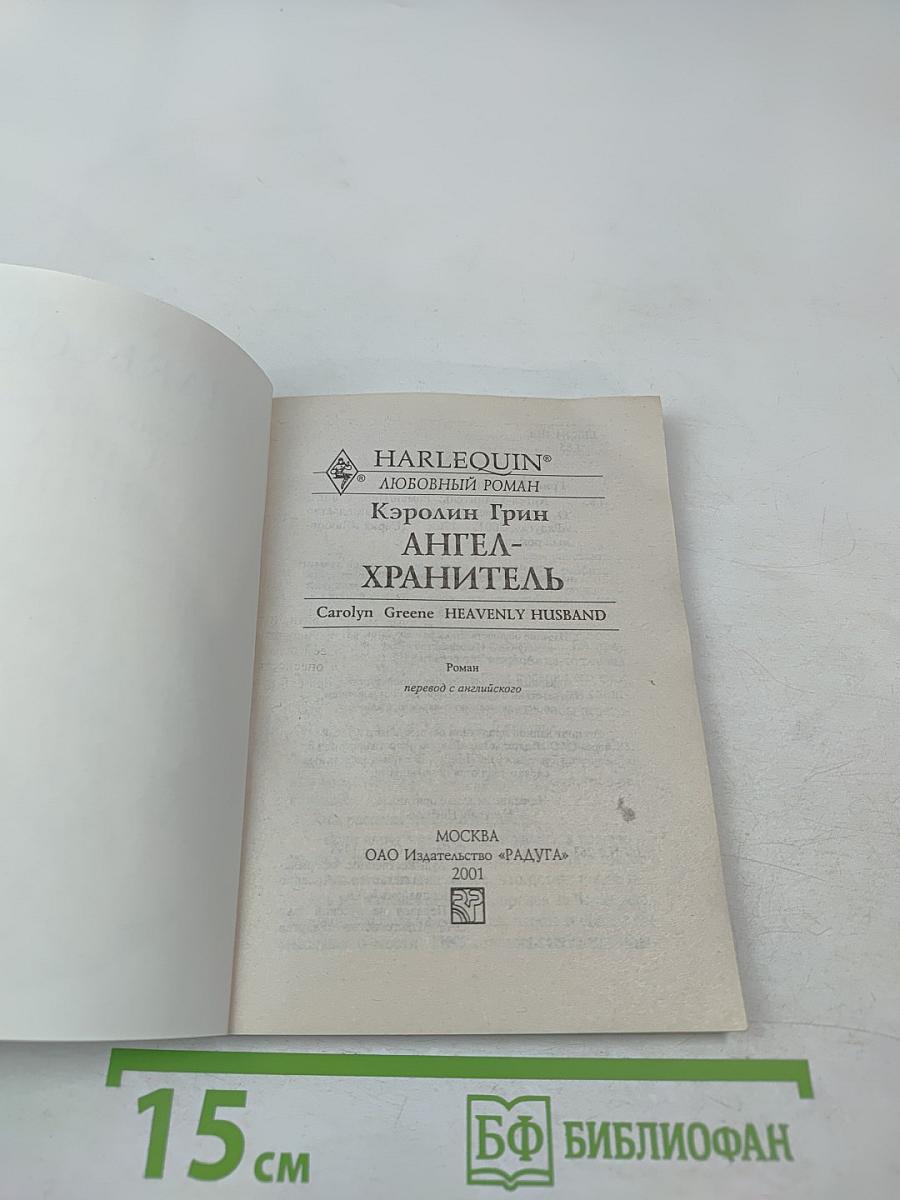 HARLEQUIN®
®
ЛЮБОВНЫЙ РОМАН
Кэролин Грин
АНГЕЛ-
ХРАНИТЕЛЬ
Carolyn Greene HEAVENLY HUSBAND
Роман
перевод с английского
МОСКВА
ОАО Издательство «РАДУГА»
2001
15 см
БФ БИБЛИОФАН